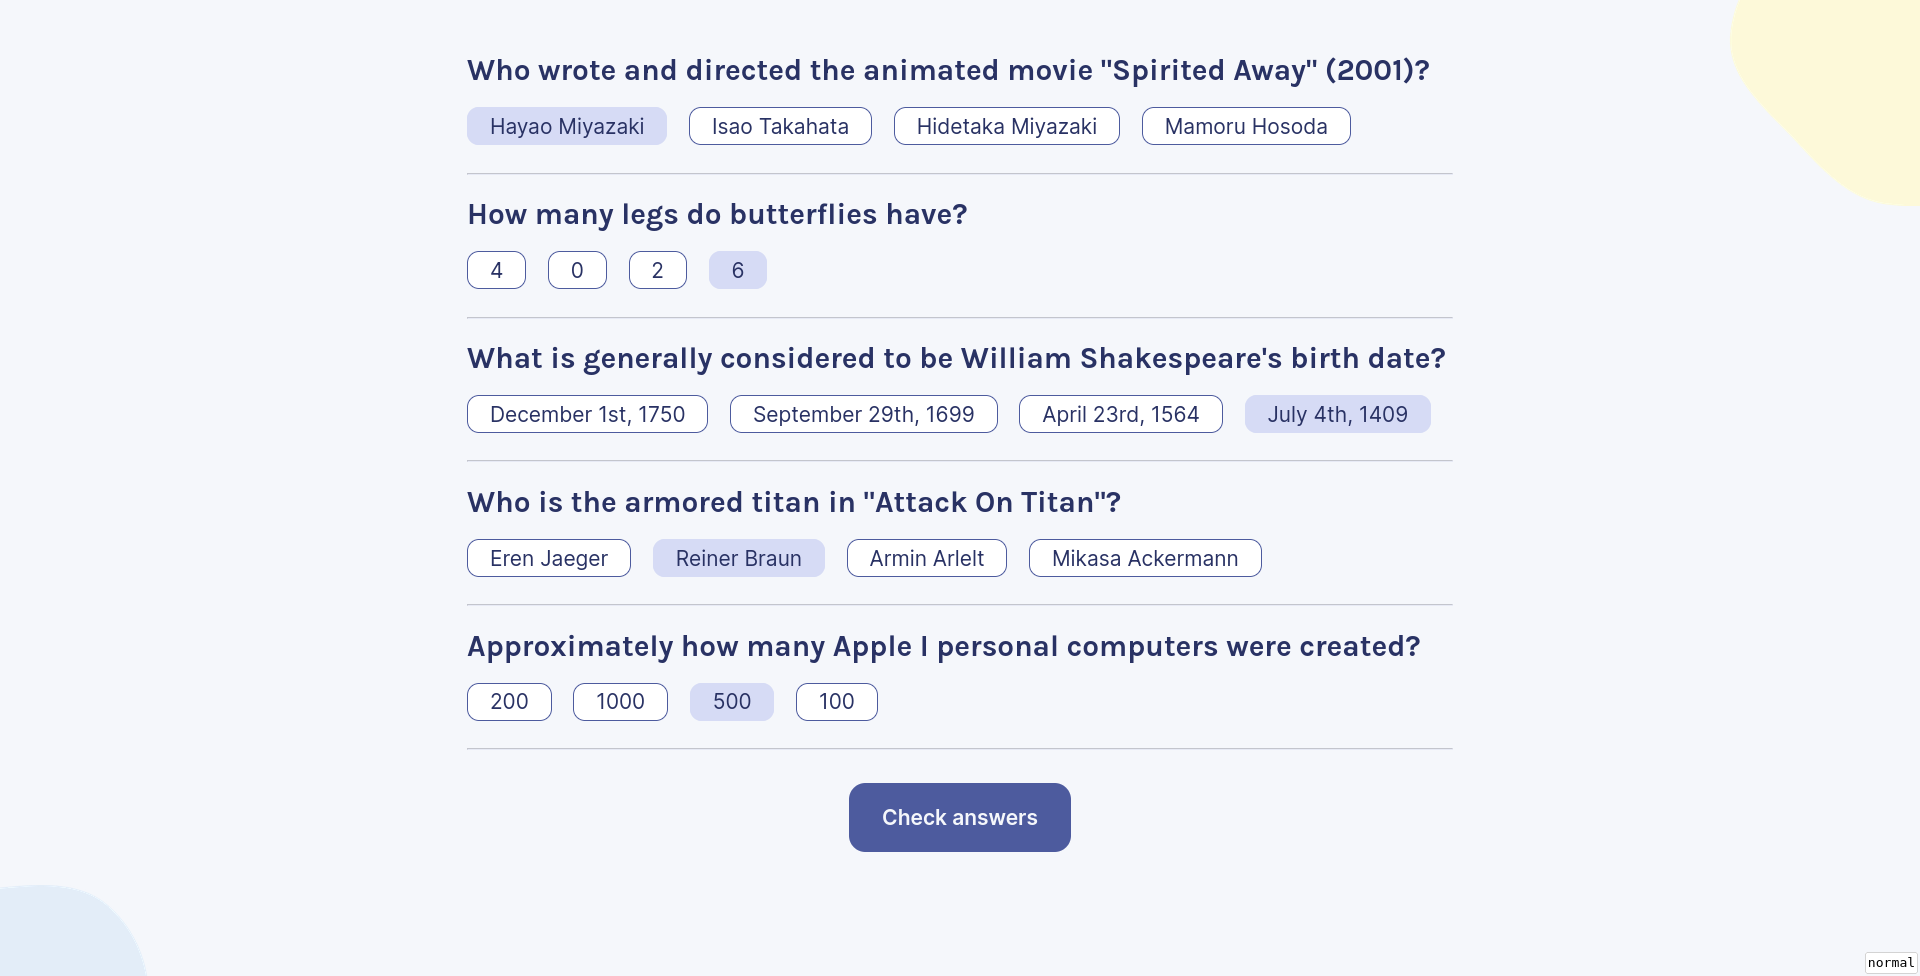 Who wrote and directed the animated movie "Spirited Away" (2001)?
Hayao Miyazaki Isao Takahata Hidetaka Miyazaki Mamoru Hosoda
How many legs do butterflies have?
4 0 2 6
What is generally considered to be William Shakespeare's birth date?
December 1st, 1750 September 29th, 1699 April 23rd, 1564 July 4th, 1409
Who is the armored titan in "Attack On Titan"?
Eren Jaeger Reiner Braun Armin Arlelt Mikasa Ackermann
Approximately how many Apple I personal computers were created?
200 1000 500 100
Check answers
normal